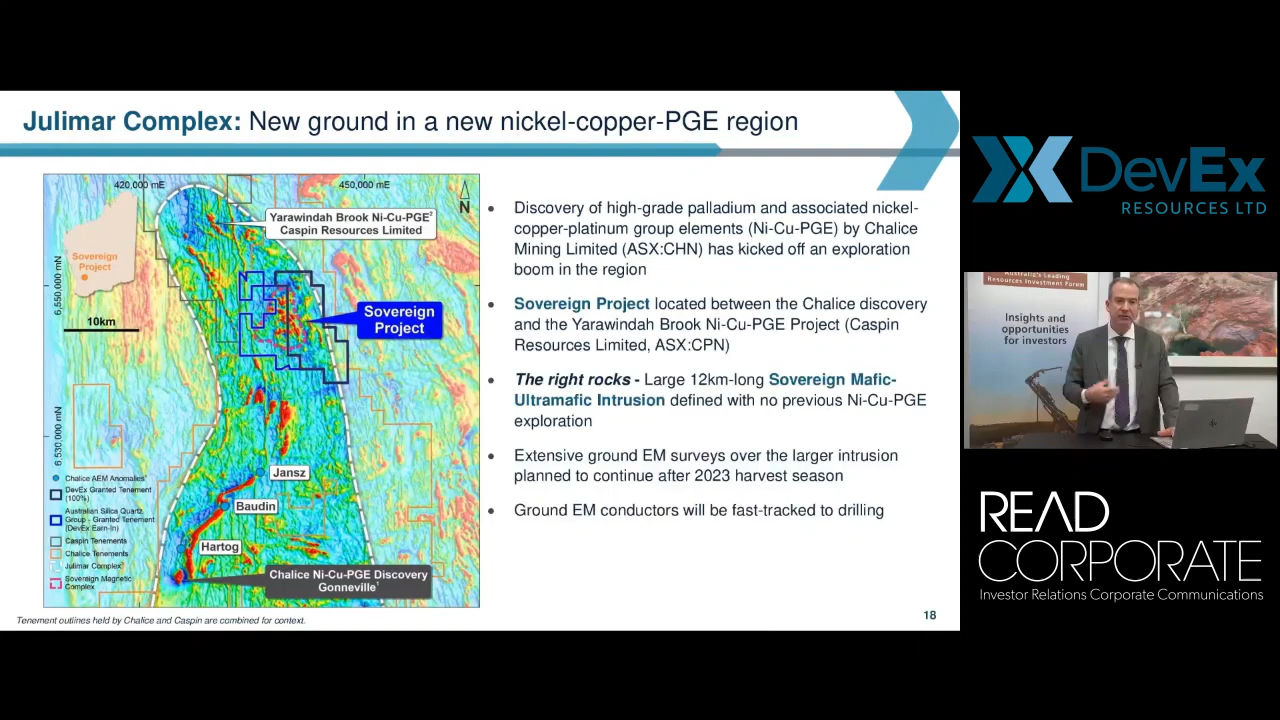 Julimar Complex: New ground in a new nickel-copper-PGE region
420,000 mE
450,000 mE
N
Yarawindah Brook Ni-Cu-PGE²
Caspin Resources Limited
Sovereign
Project
6,550,000 mN
10km
Sovereign
Project
6,530,000 mN
Jansz
Baudin
Hartog
Chalice Ni-Cu-PGE Discovery
Gonneville¹
Chalice AEM Anomalies¹
DevEx Granted Tenement
(100%)
Australian Silica Quartz
Group - Granted Tenement
(DevEx Earn-In)
Caspin Tenements
Chalice Tenements
Julimar Complex
Sovereign Magnetic
Complex
Tenement outlines held by Chalice and Caspin are combined for context.
• Discovery of high-grade palladium and associated nickel-
copper-platinum group elements (Ni-Cu-PGE) by Chalice
Mining Limited (ASX:CHN) has kicked off an exploration
boom in the region
• Sovereign Project located between the Chalice discovery
and the Yarawindah Brook Ni-Cu-PGE Project (Caspin
Resources Limited, ASX:CPN)
• The right rocks - Large 12km-long Sovereign Mafic-
Ultramafic Intrusion defined with no previous Ni-Cu-PGE
exploration
• Extensive ground EM surveys over the larger intrusion
planned to continue after 2023 harvest season
• Ground EM conductors will be fast-tracked to drilling
18
DevEx
RESOURCES LTD
Australia's Leading
Resources Investment Forum
Insights and
opportunities
for investors
READ
CORPORATE
Investor Relations Corporate Communications